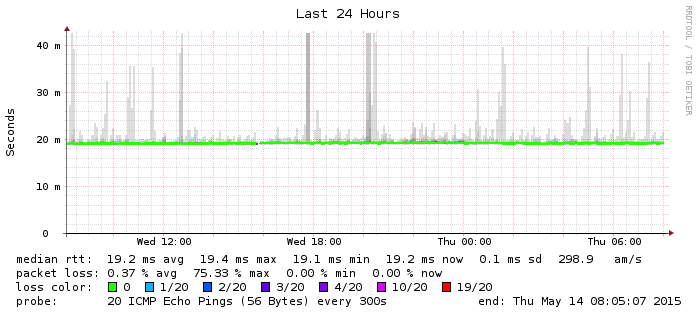 Last 24 Hours
RRDTOOL / TOBI OETIKER
Seconds
40 m
30 m
20 m
10 m
0
Wed 12:00 Wed 18:00 Thu 00:00 Thu 06:00
median rtt: 19.2 ms avg 19.4 ms max 19.1 ms min 19.2 ms now 0.1 ms sd 298.9 am/s
packet loss: 0.37 % avg 75.33 % max 0.00 % min 0.00 % now
loss color: 0 1/20 2/20 3/20 4/20 10/20 19/20
probe: 20 ICMP Echo Pings (56 Bytes) every 300s end: Thu May 14 08:05:07 2015